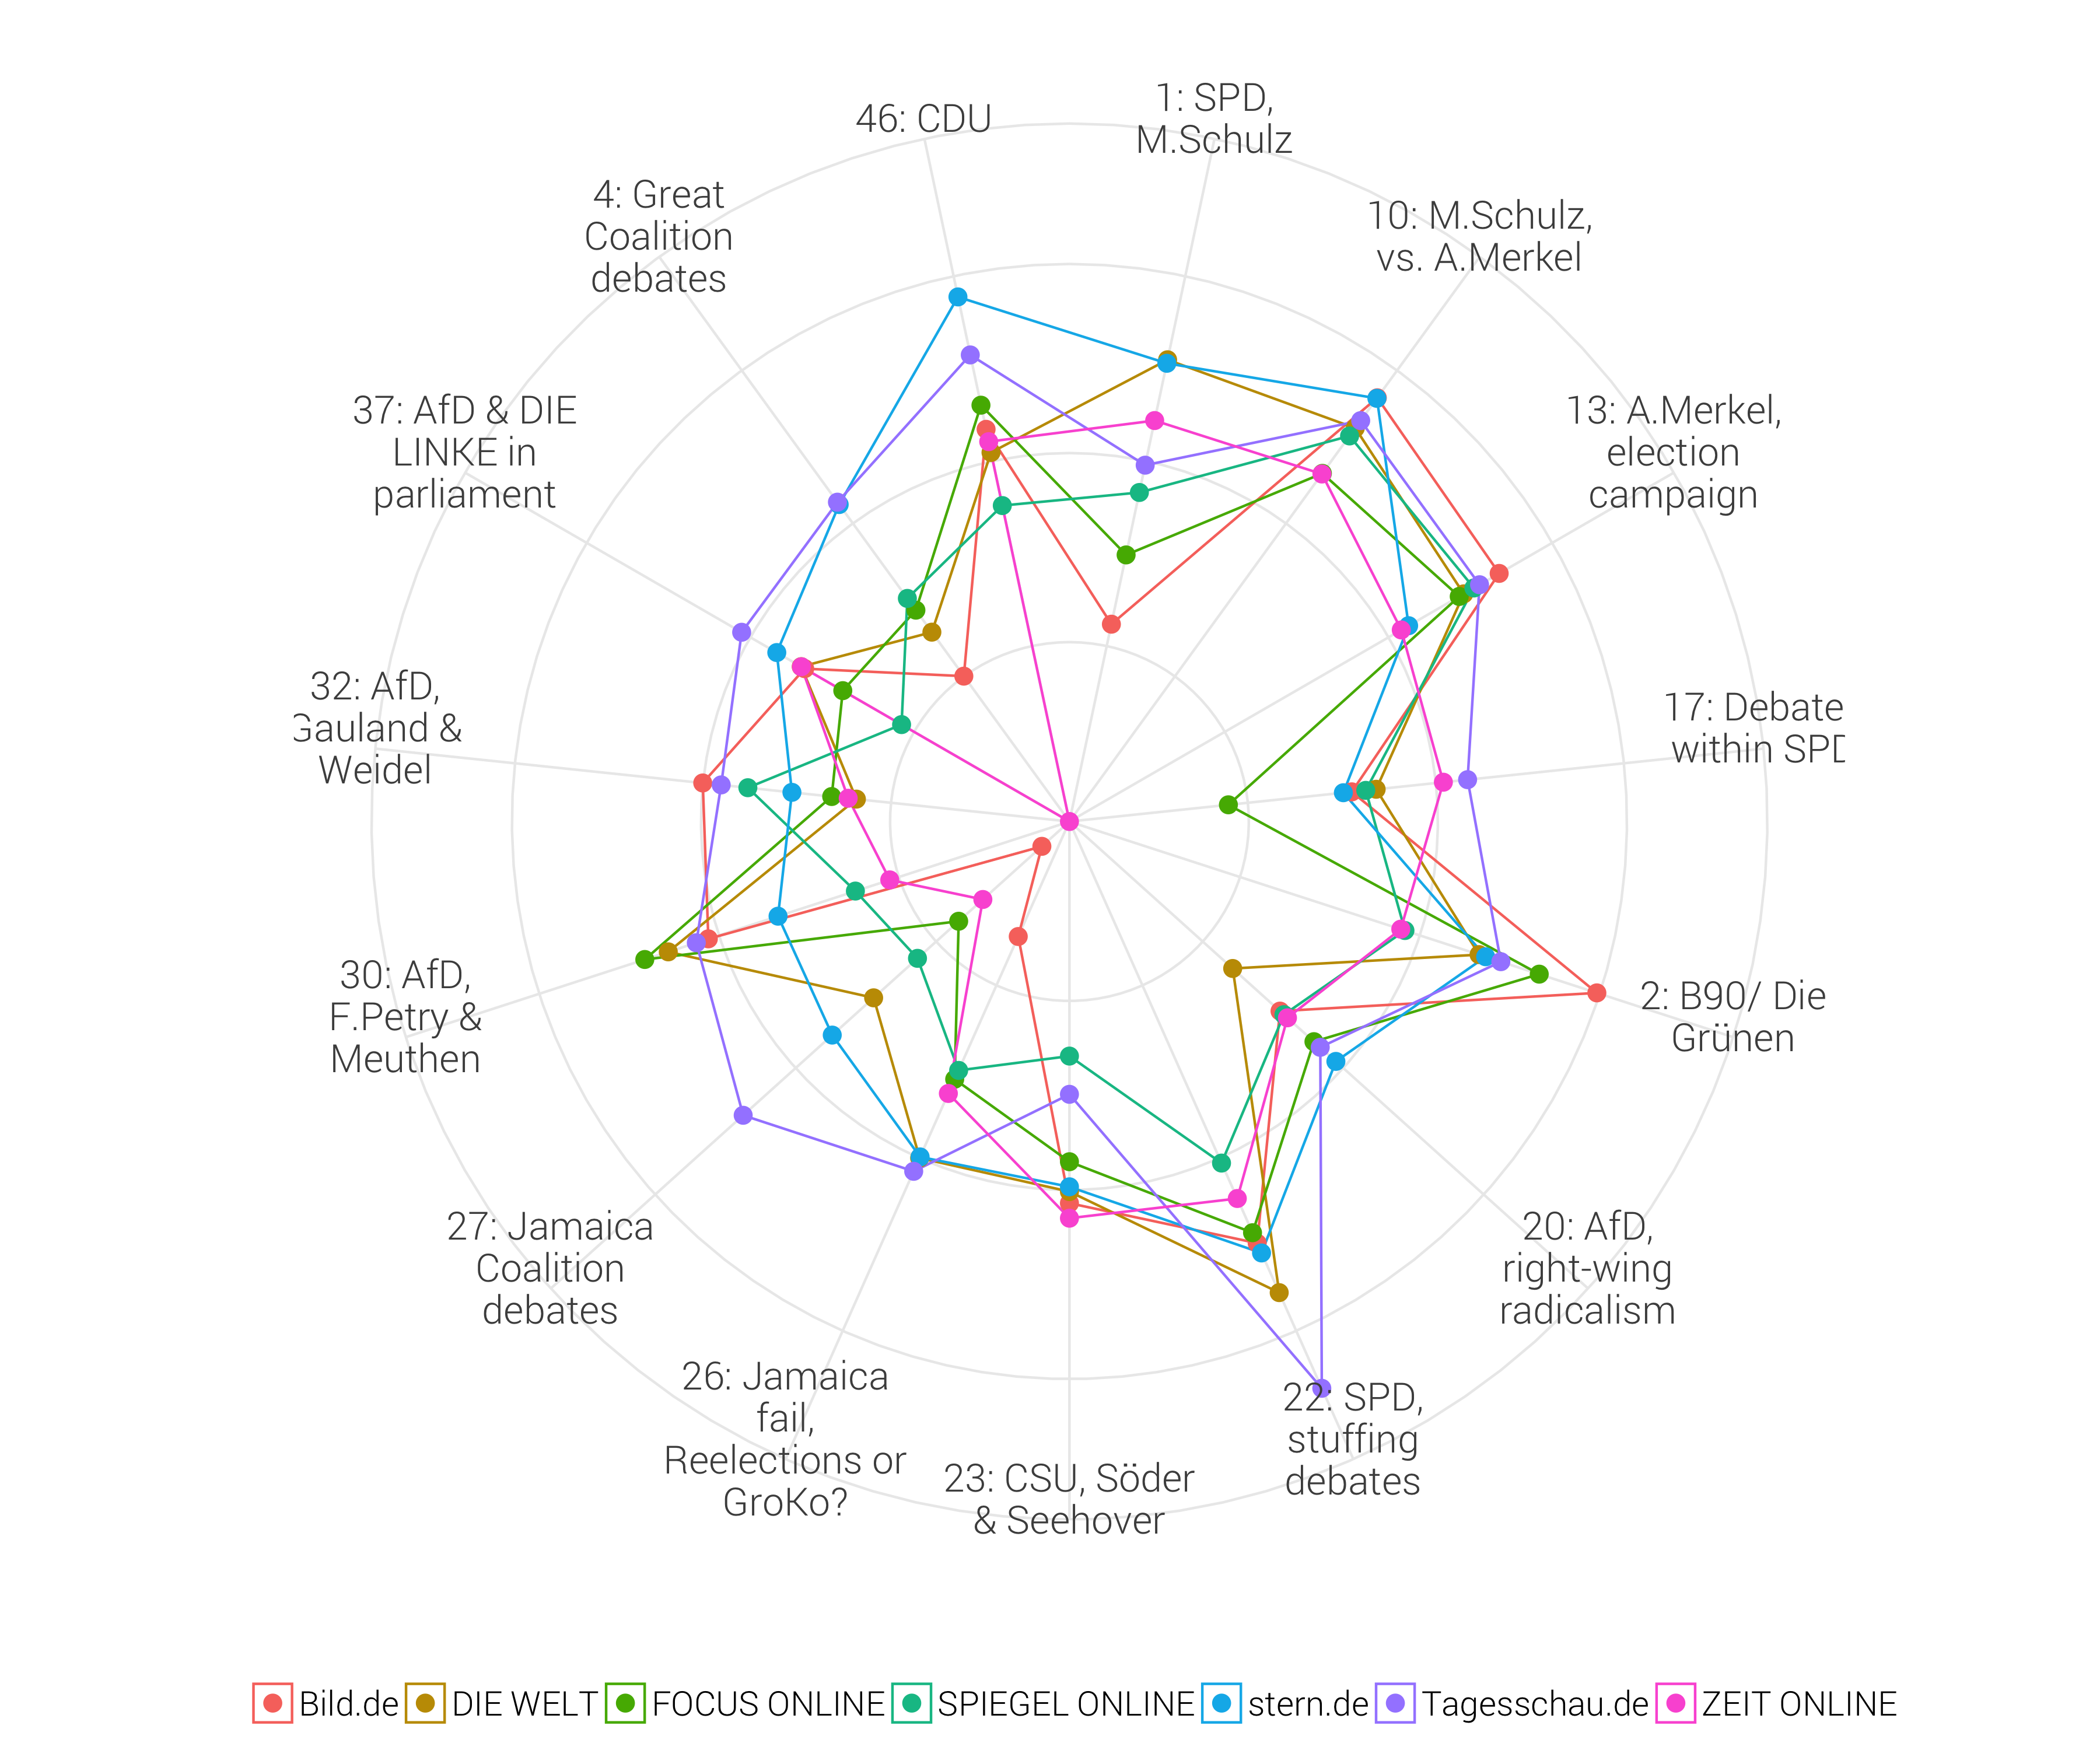 1: SPD,
M.Schulz
10: M.Schulz,
vs. A.Merkel
13: A.Merkel,
election
campaign
17: Debate
within SPD
2: B90/ Die
Grünen
20: AfD,
right-wing
radicalism
22: SPD,
stuffing
debates
23: CSU, Söder
& Seehover
26: Jamaica
fail,
Reelections or
GroKo?
27: Jamaica
Coalition
debates
30: AfD,
F.Petry &
Meuthen
32: AfD,
Gauland &
Weidel
37: AfD & DIE
LINKE in
parliament
4: Great
Coalition
debates
46: CDU
Bild.de DIE WELT FOCUS ONLINE SPIEGEL ONLINE stern.de Tagesschau.de ZEIT ONLINE